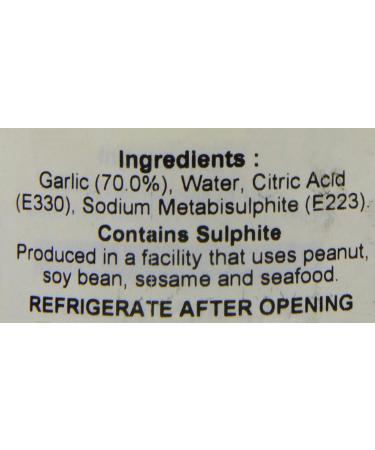 Ingredients :
Garlic (70.0%), Water, Citric Acid
(E330), Sodium Metabisulphite (E223).
Contains Sulphite
Produced in a facility that uses peanut,
soy bean, sesame and seafood.
REFRIGERATE AFTER OPENING